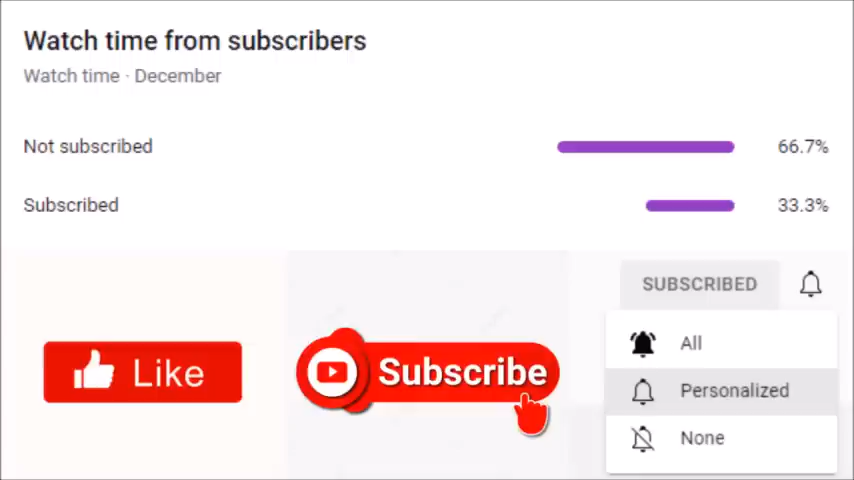 Watch time from subscribers
Watch time · December
Not subscribed 66.7%
Subscribed 33.3%
SUBSCRIBED
Like
Subscribe
All
Personalized
None